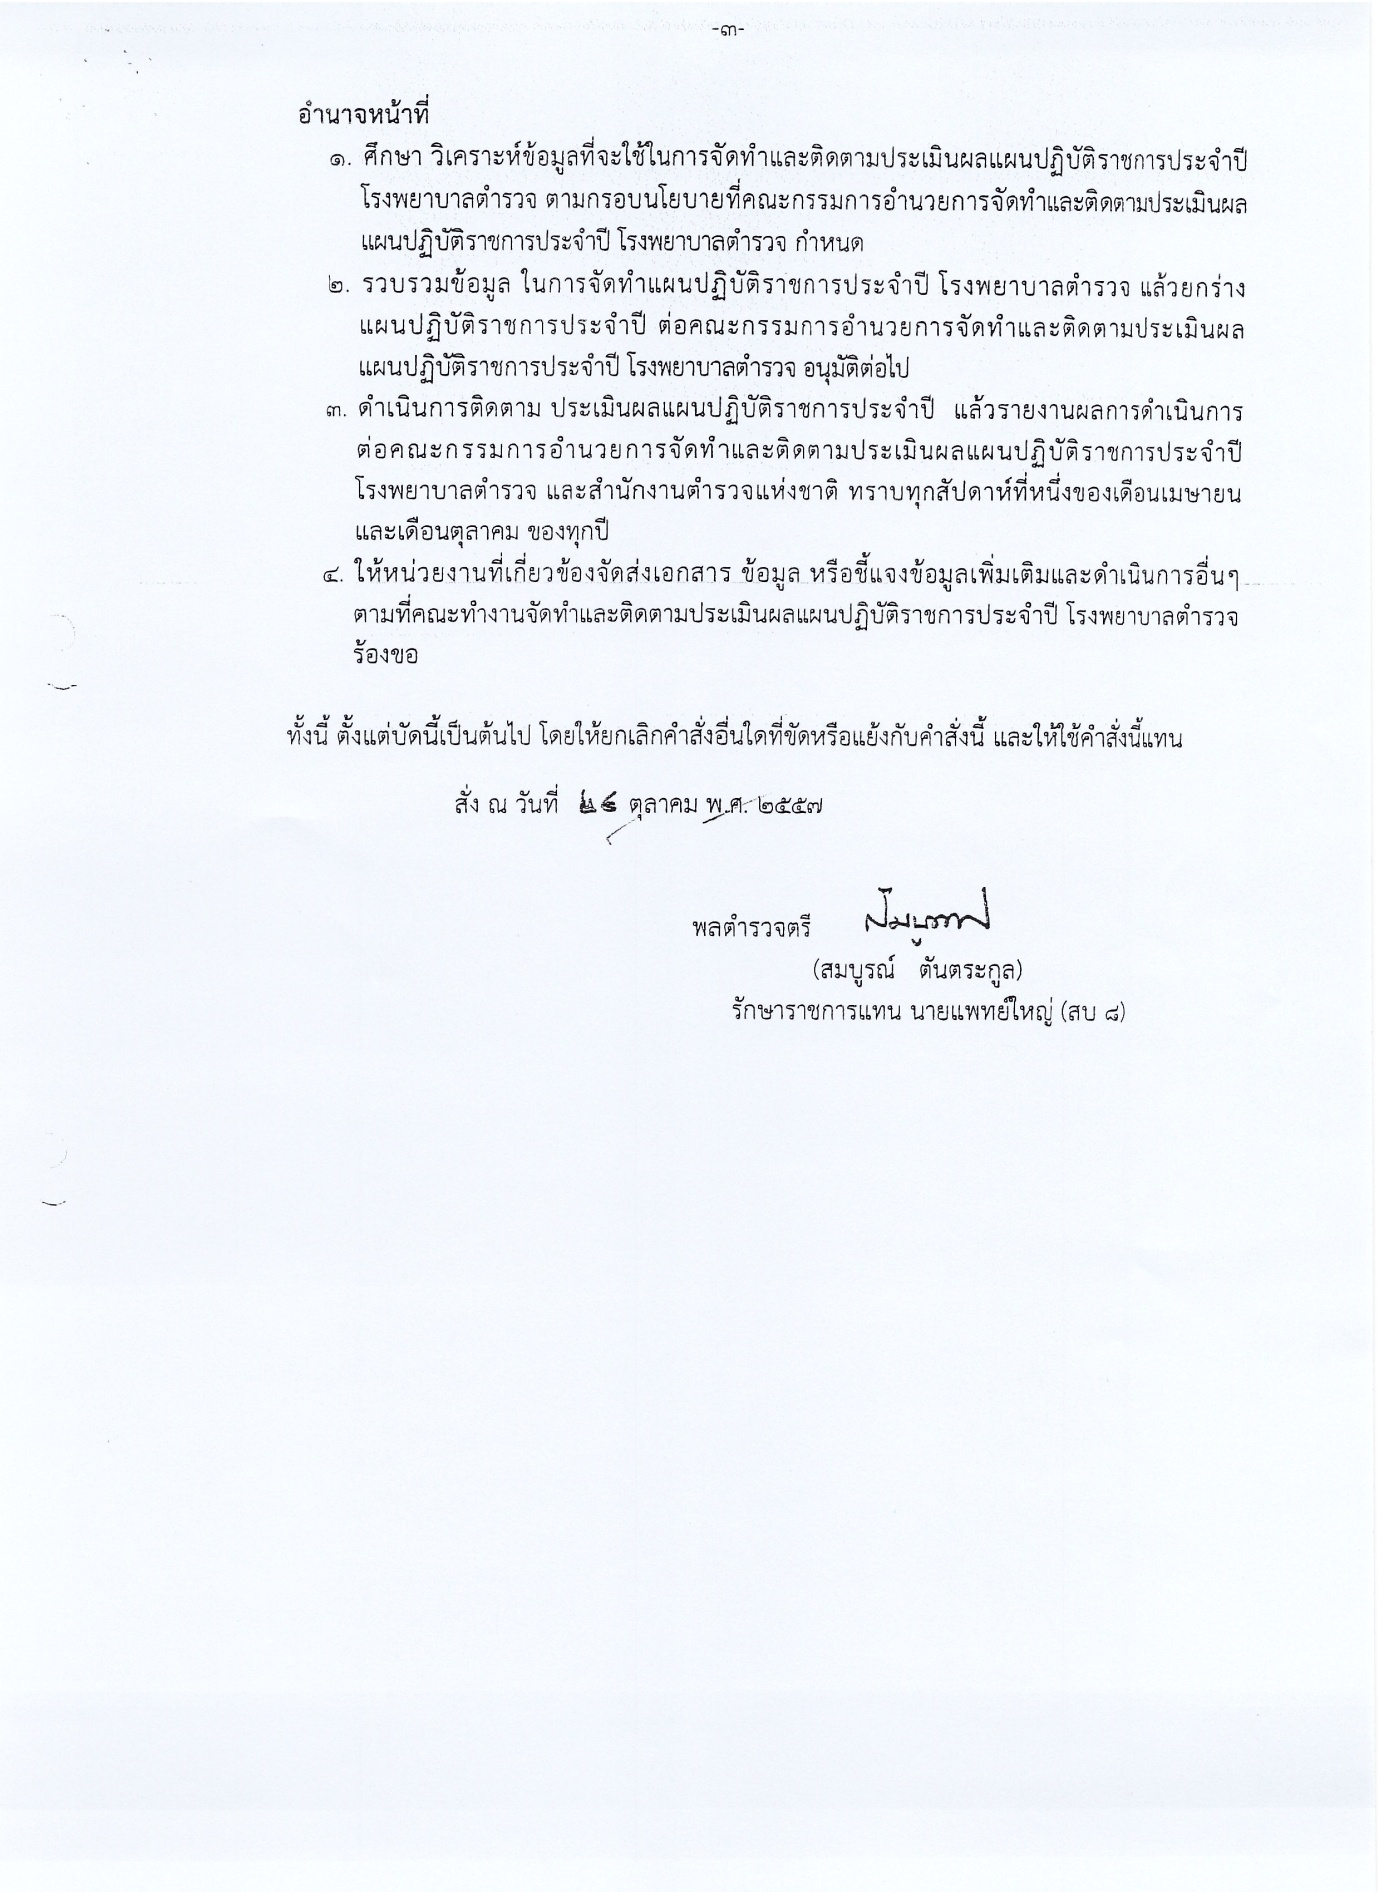 -๓-
อำนาจหน้าที่
๑. ศึกษา วิเคราะห์ข้อมูลที่จะใช้ในการจัดทำและติดตามประเมินผลแผนปฏิบัติราชการประจำปี
โรงพยาบาลตำรวจ ตามกรอบนโยบายที่คณะกรรมการอำนวยการจัดทำและติดตามประเมินผล
แผนปฏิบัติราชการประจำปี โรงพยาบาลตำรวจ กำหนด
๒. รวบรวมข้อมูล ในการจัดทำแผนปฏิบัติราชการประจำปี โรงพยาบาลตำรวจ แล้วยกร่าง
แผนปฏิบัติราชการประจำปี ต่อคณะกรรมการอำนวยการจัดทำและติดตามประเมินผล
แผนปฏิบัติราชการประจำปี โรงพยาบาลตำรวจ อนุมัติต่อไป
๓. ดำเนินการติดตาม ประเมินผลแผนปฏิบัติราชการประจำปี แล้วรายงานผลการดำเนินการ
ต่อคณะกรรมการอำนวยการจัดทำและติดตามประเมินผลแผนปฏิบัติราชการประจำปี
โรงพยาบาลตำรวจ และสำนักงานตำรวจแห่งชาติ ทราบทุกสัปดาห์ที่หนึ่งของเดือนเมษายน
และเดือนตุลาคม ของทุกปี
๔. ให้หน่วยงานที่เกี่ยวข้องจัดส่งเอกสาร ข้อมูล หรือชี้แจงข้อมูลเพิ่มเติมและดำเนินการอื่นๆ
ตามที่คณะทำงานจัดทำและติดตามประเมินผลแผนปฏิบัติราชการประจำปี โรงพยาบาลตำรวจ
ร้องขอ
ทั้งนี้ ตั้งแต่บัดนี้เป็นต้นไป โดยให้ยกเลิกคำสั่งอื่นใดที่ขัดหรือแย้งกับคำสั่งนี้ และให้ใช้คำสั่งนี้แทน
สั่ง ณ วันที่ ตุลาคม พ.ศ. ๒๕๕๗
พลตำรวจตรี
(สมบูรณ์ ตันตระกูล)
รักษาราชการแทน นายแพทย์ใหญ่ (สบ ๘)